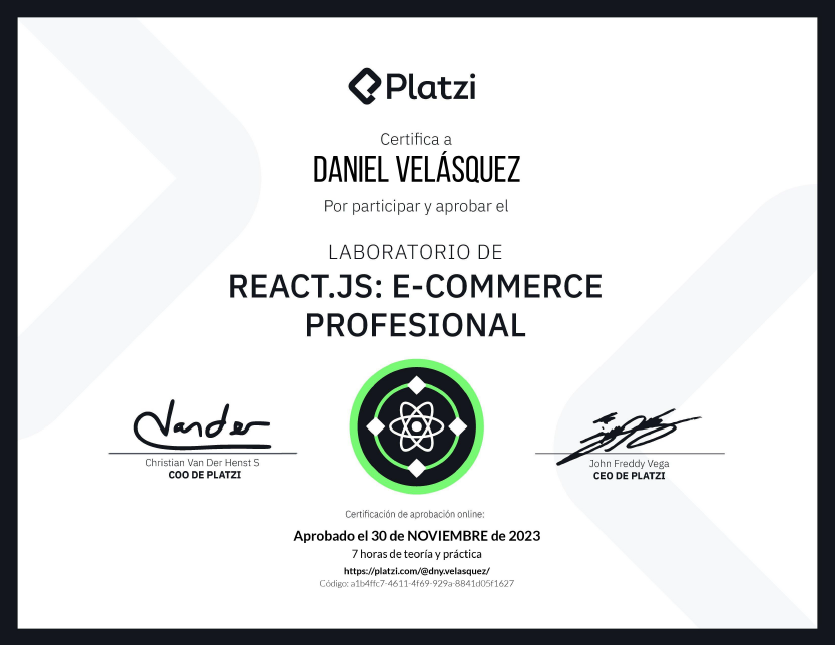 Platzi
Certifica a
DANIEL VELÁSQUEZ
Por participar y aprobar el
LABORATORIO DE
REACT.JS: E-COMMERCE
PROFESIONAL
Vander
Christian Van Der Henst S
COO DE PLATZI
John Freddy Vega
CEO DE PLATZI
Certificación de aprobación online:
Aprobado el 30 de NOVIEMBRE de 2023
7 horas de teoría y práctica
https://platzi.com/@dny.velasquez/
Código: a1b4ffc7-4611-4f69-929a-8841d05f1627